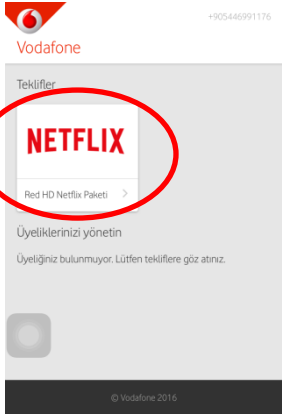 +905446991176
Vodafone
Teklifler
NETFLIX
Red HD Netflix Paketi
Üyeliklerinizi yönetin
Üyeliğiniz bulunmuyor. Lütfen tekliflere göz atınız.
© Vodafone 2016